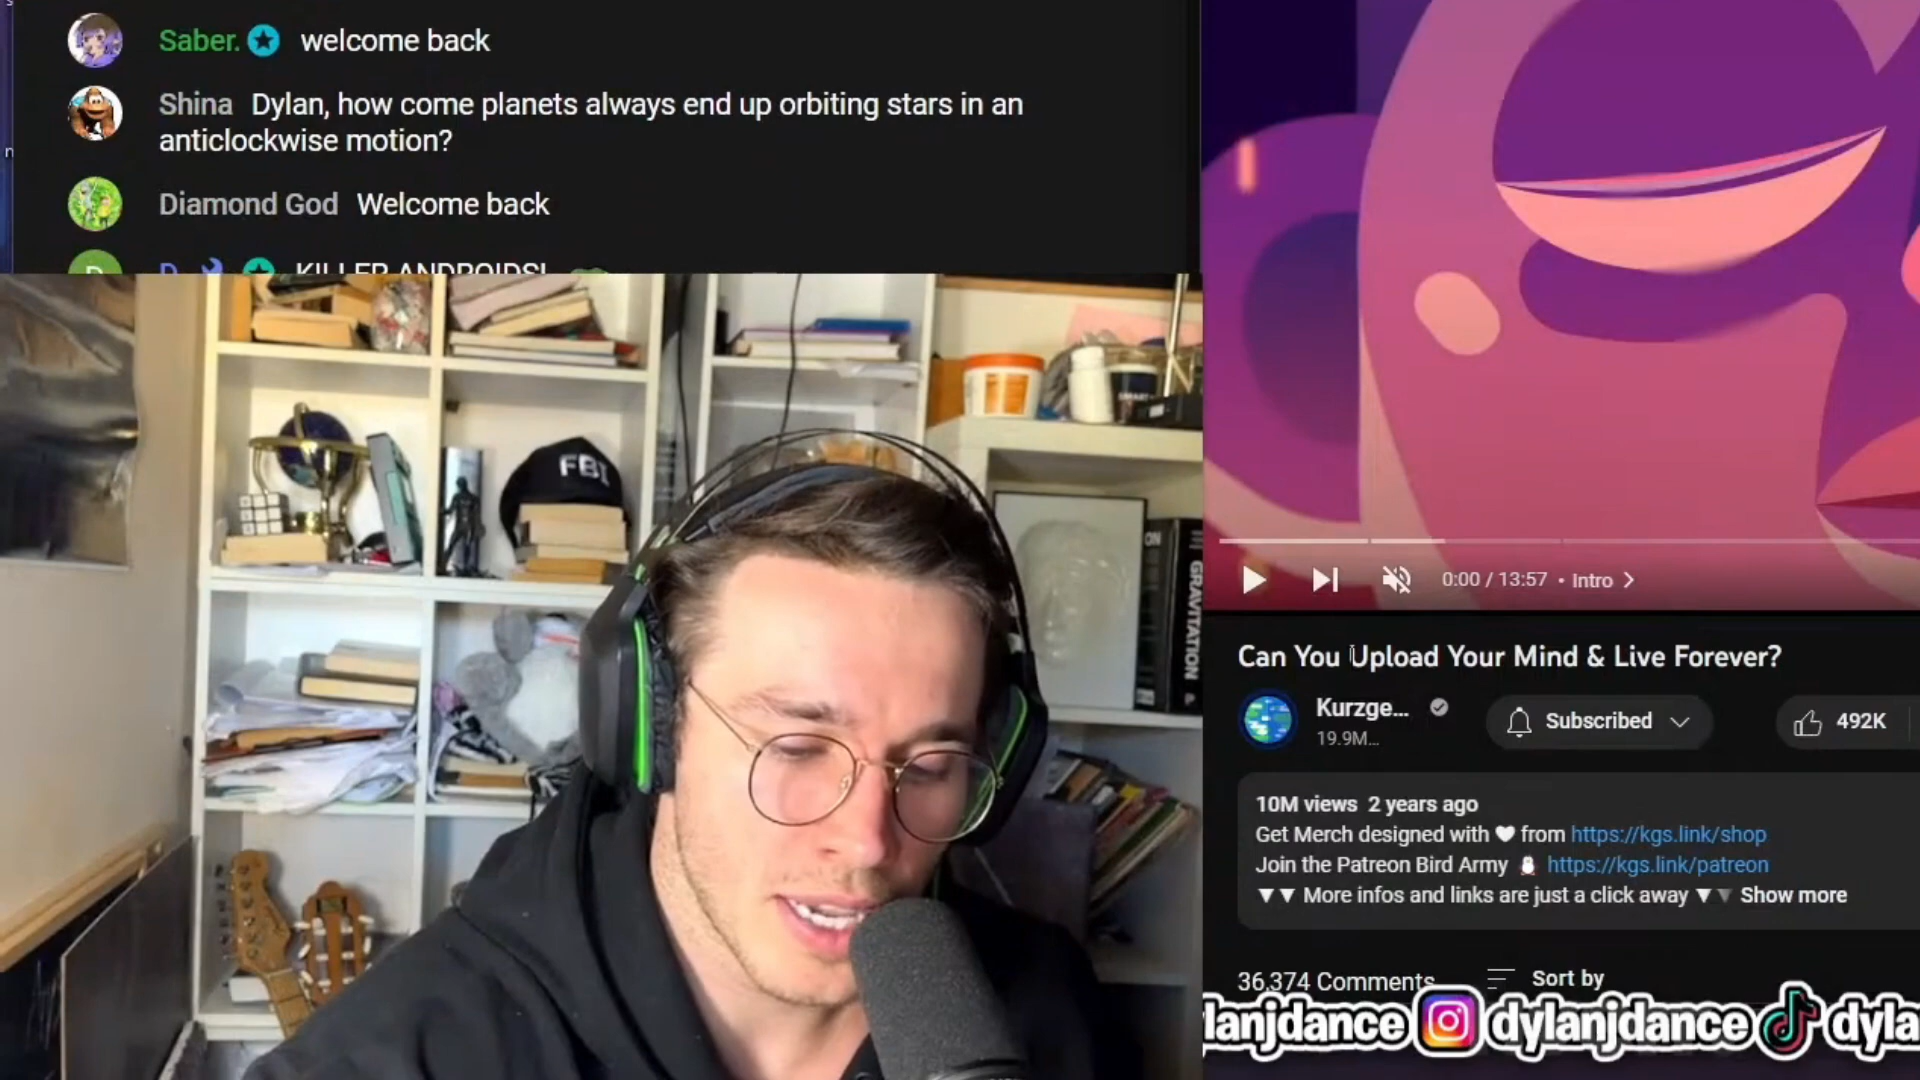 Saber. welcome back
Shina Dylan, how come planets always end up orbiting stars in an
anticlockwise motion?
Diamond God Welcome back
KILLER ANDROIDS!
FBI
ON
GRAVITATION
0:00 / 13:57 • Intro
Can You Upload Your Mind & Live Forever?
Kurzge...
19.9M...
Subscribed
492K
10M views 2 years ago
Get Merch designed with ♥ from https://kgs.link/shop
Join the Patreon Bird Army 🐧 https://kgs.link/patreon
▼▼ More infos and links are just a click away ▼▼ Show more
36,374 Comments
Sort by
lanjdance dylanjdance dyla